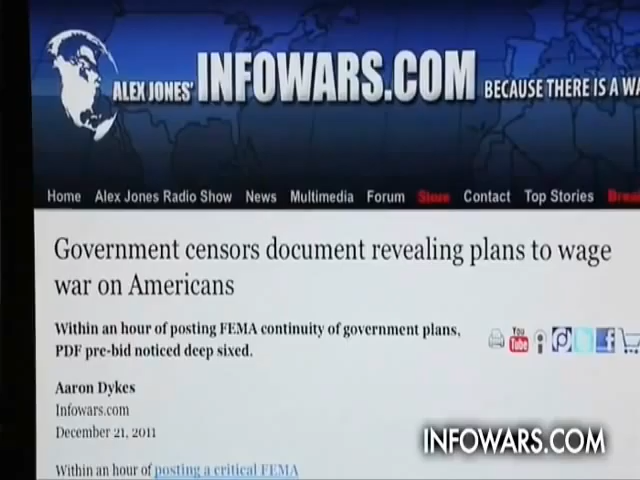 ALEX JONES' INFOWARS.COM BECAUSE THERE IS A WA
Home Alex Jones Radio Show News Multimedia Forum Store Contact Top Stories Brea
Government censors document revealing plans to wage
war on Americans
Within an hour of posting FEMA continuity of government plans,
PDF pre-bid noticed deep sixed.
You
Tube
Aaron Dykes
Infowars.com
December 21, 2011
INFOWARS.COM
Within an hour of posting a critical FEMA